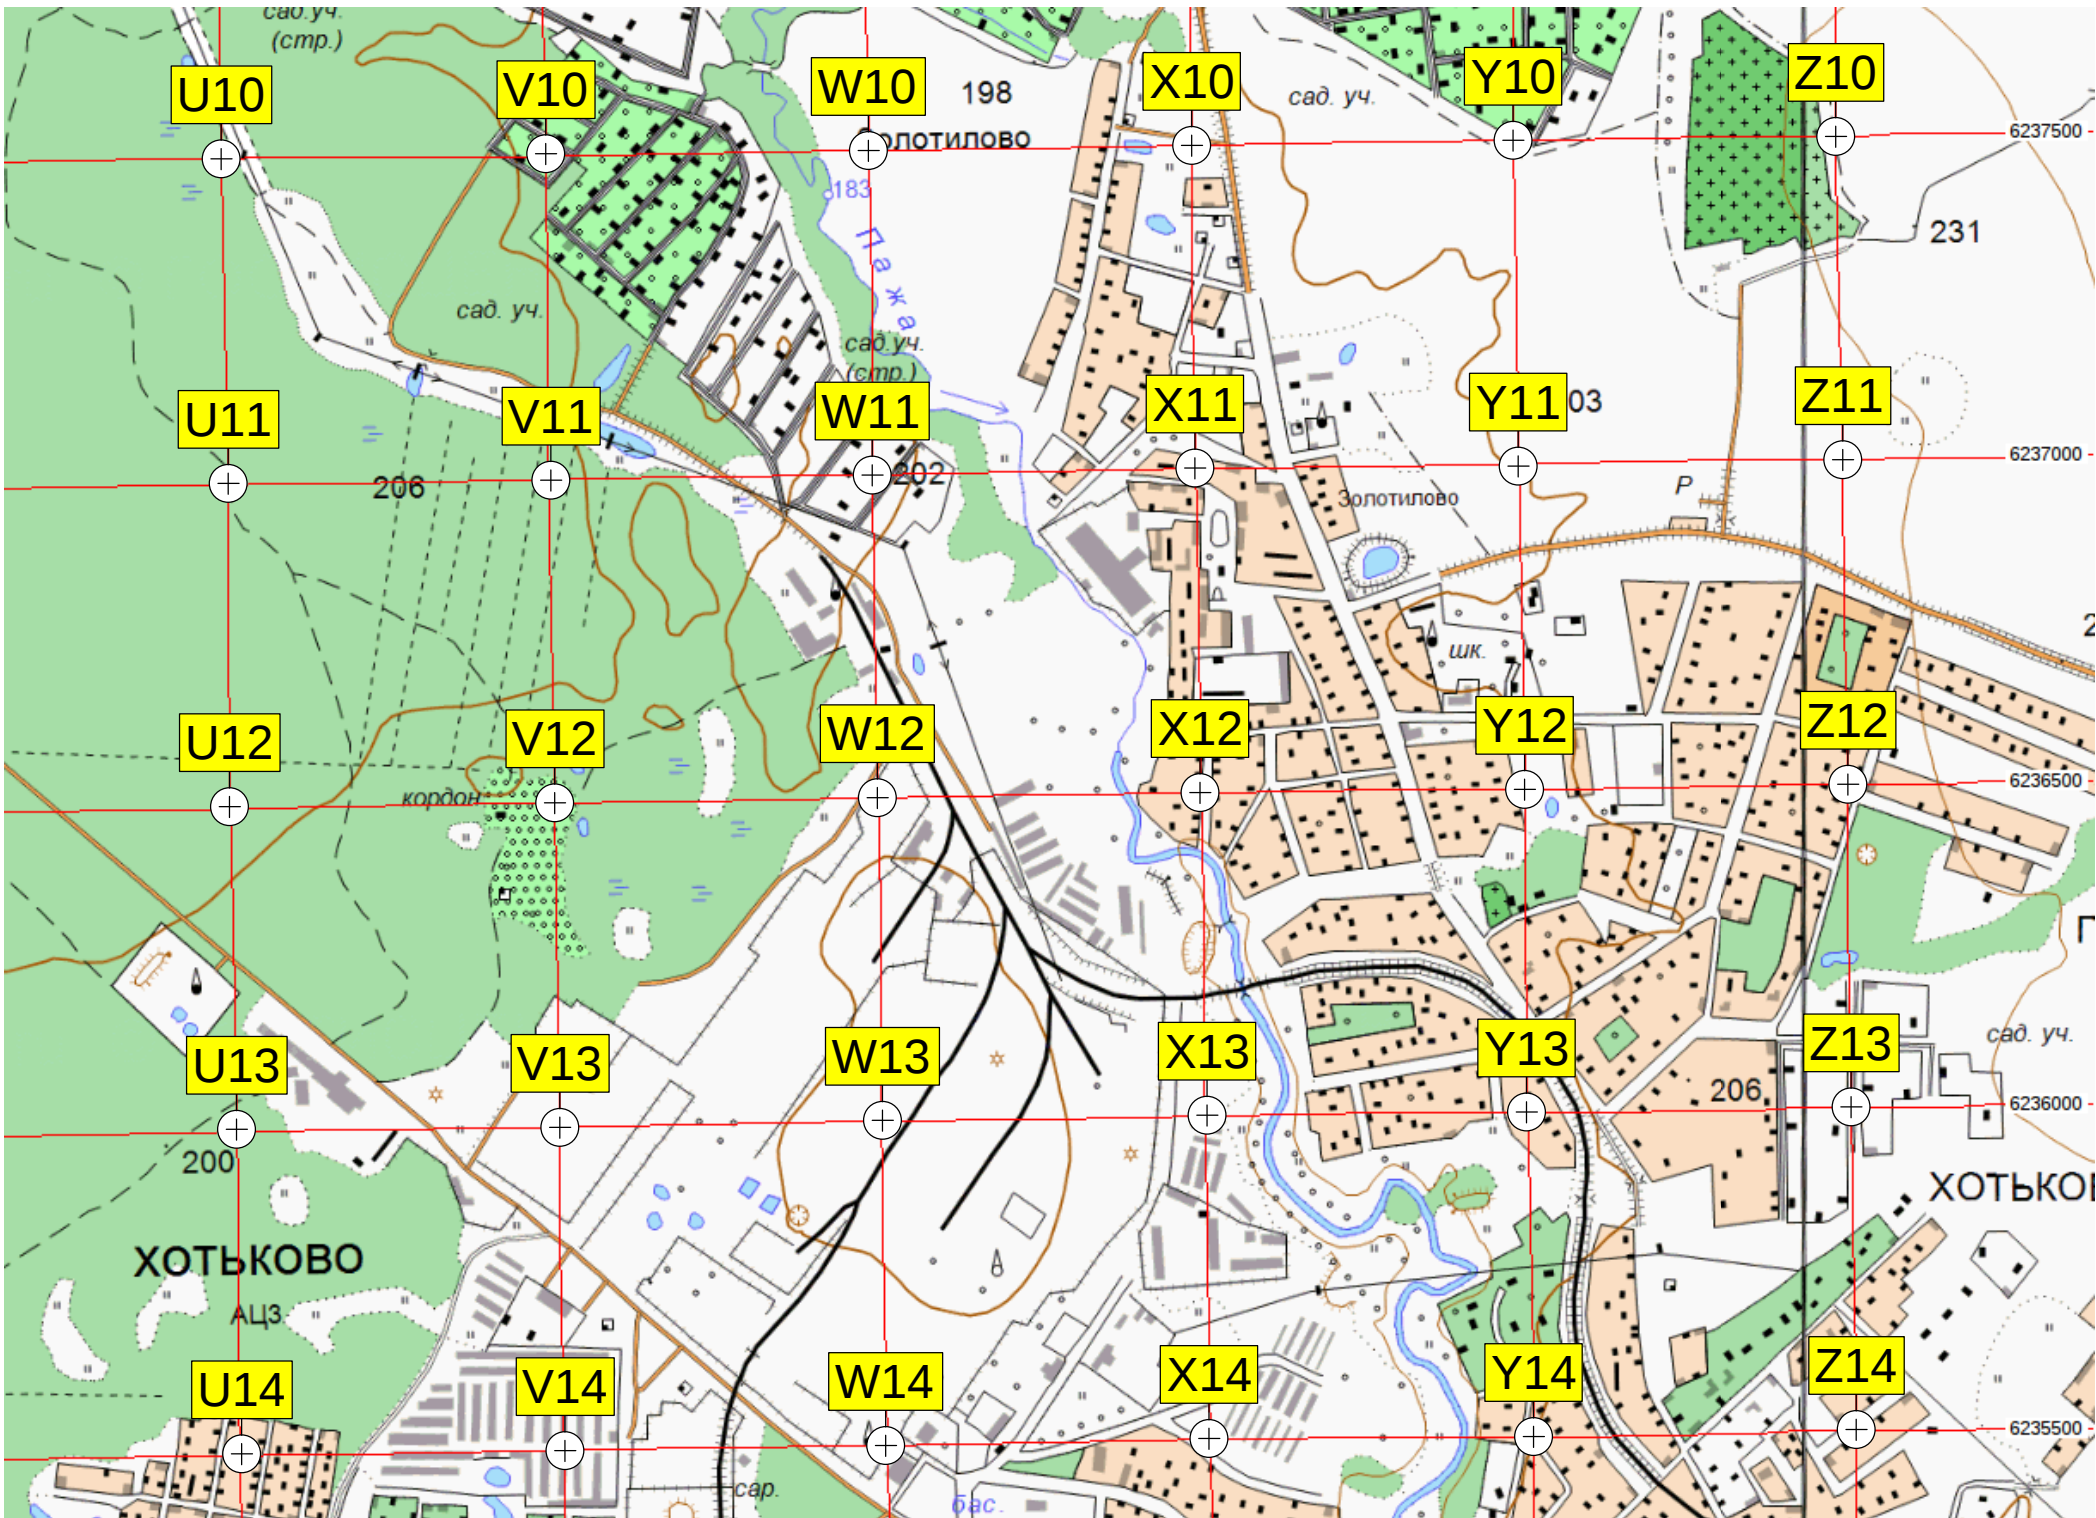 сад.уч.
(стр.)
U10
V10
W10
198
X10
сад. уч.
Y10
Z10
6237500
183
Пажа
231
сад. уч.
сад.уч.
(стр.)
U11
V11
W11
X11
Y11
03
Z11
6237000
206
202
Золотилово
Р
шк.
U12
V12
W12
X12
Y12
Z12
6236500
кордон
U13
V13
W13
X13
Y13
Z13
сад. уч.
206
6236000
200
ХОТЬКОВО
АЦЗ
U14
V14
W14
X14
Y14
Z14
6235500
сар.
бас.